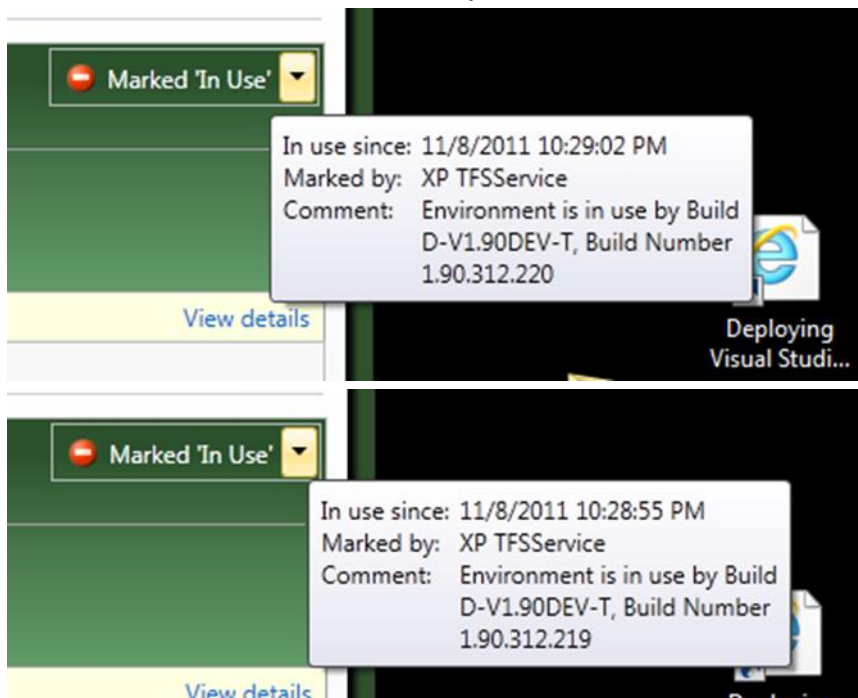 Marked 'In Use'
In use since: 11/8/2011 10:29:02 PM
Marked by: XP TFSService
Comment: Environment is in use by Build
D-V1.90DEV-T, Build Number
1.90.312.220
View details
Deploying
Visual Studi...
Marked 'In Use'
In use since: 11/8/2011 10:28:55 PM
Marked by: XP TFSService
Comment: Environment is in use by Build
D-V1.90DEV-T, Build Number
1.90.312.219
View details